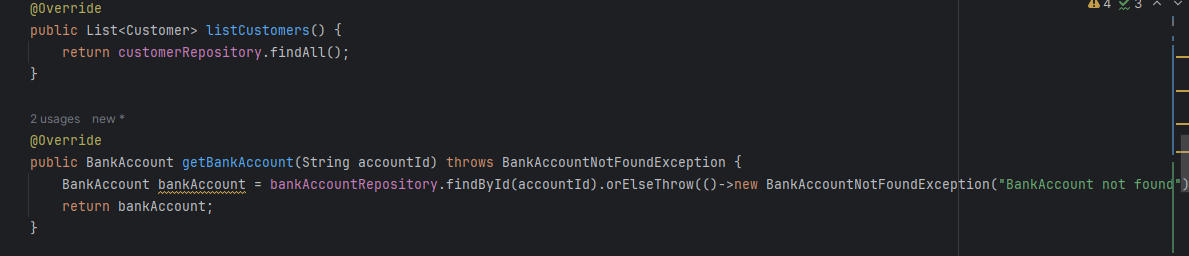 4 3
@Override
public List<Customer> listCustomers() {
return customerRepository.findAll();
}
2 usages new *
@Override
public BankAccount getBankAccount(String accountId) throws BankAccountNotFoundException {
BankAccount bankAccount = bankAccountRepository.findById(accountId).orElseThrow(()->new BankAccountNotFoundException("BankAccount not found")
return bankAccount;
}